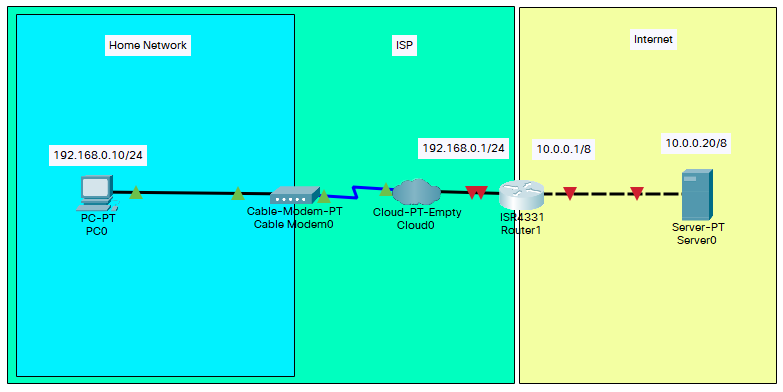 Home Network
ISP
Internet
192.168.0.10/24
192.168.0.1/24
10.0.0.1/8
10.0.0.20/8
PC-PT
PC0
Cable-Modem-PT
Cable Modem0
Cloud-PT-Empty
Cloud0
ISR4331
Router1
Server-PT
Server0